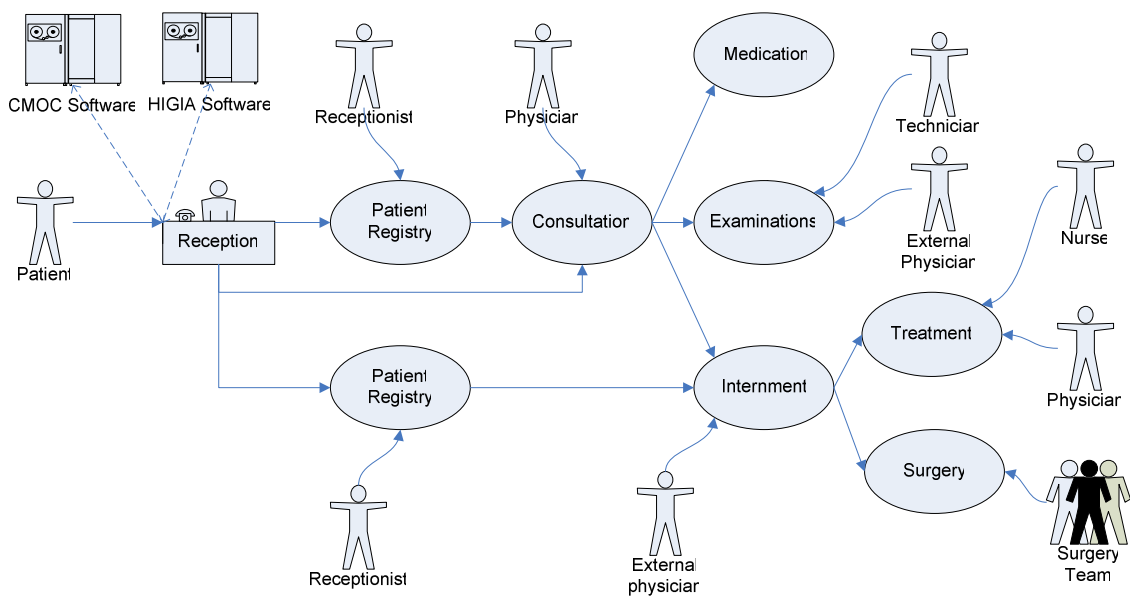 CMOC Software
HIGIA Software
Receptionist
Physician
Medication
Technician
Patient
Reception
Patient
Registry
Consultation
Examinations
External
Physician
Nurse
Treatment
Patient
Registry
Internment
Physician
Surgery
Receptionist
External
physician
Surgery
Team